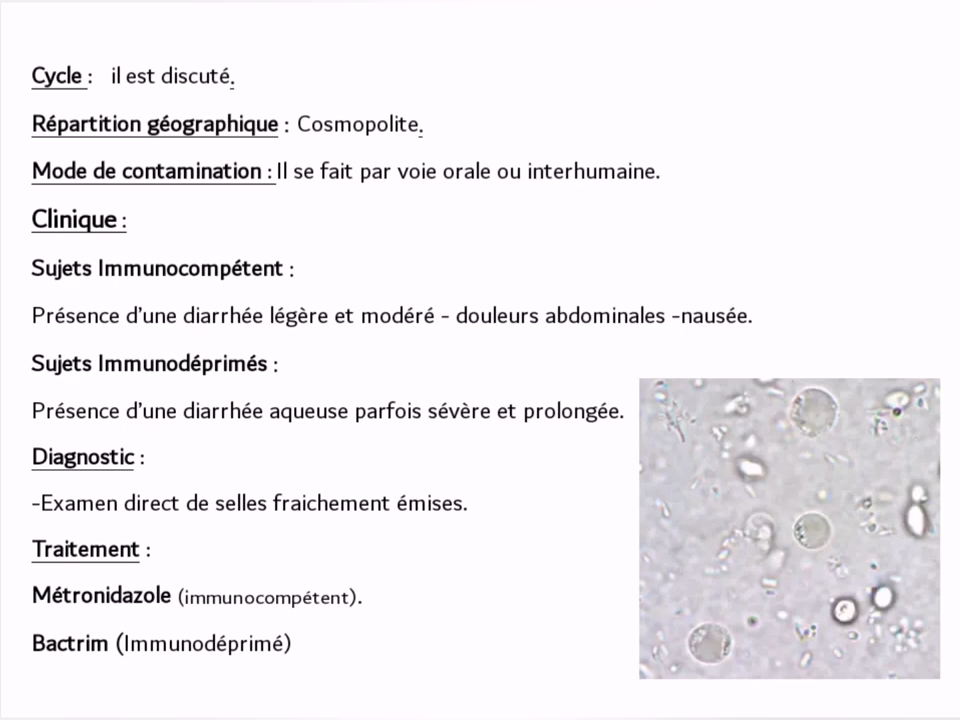 Cycle : il est discuté.
Répartition géographique : Cosmopolite.
Mode de contamination : Il se fait par voie orale ou interhumaine.
Clinique :
Sujets Immunocompétent :
Présence d'une diarrhée légère et modéré - douleurs abdominales -nausée.
Sujets Immunodéprimés :
Présence d'une diarrhée aqueuse parfois sévère et prolongée.
Diagnostic :
-Examen direct de selles fraichement émises.
Traitement :
Métronidazole (immunocompétent).
Bactrim (Immunodéprimé)